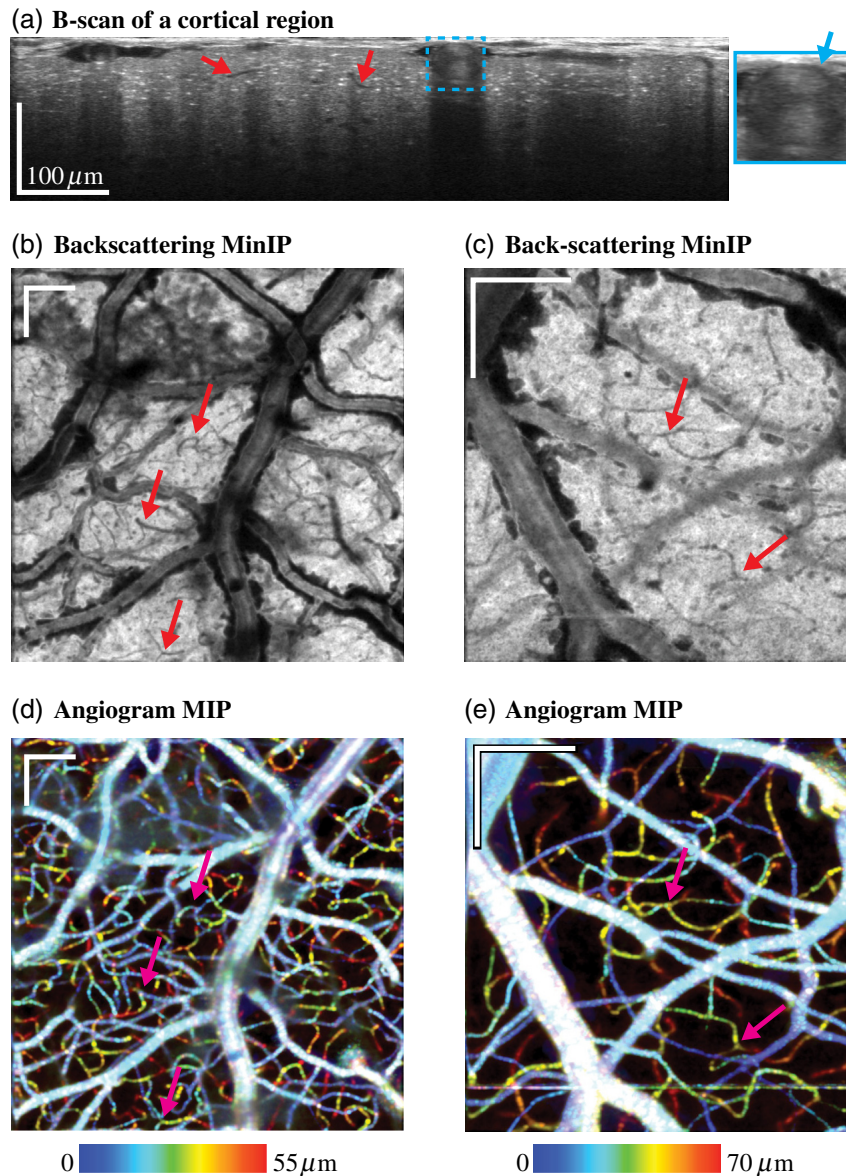 (a) B-scan of a cortical region
100 μm
(b) Backscattering MinIP
(c) Back-scattering MinIP
(d) Angiogram MIP
(e) Angiogram MIP
0 55 μm
0 70 μm